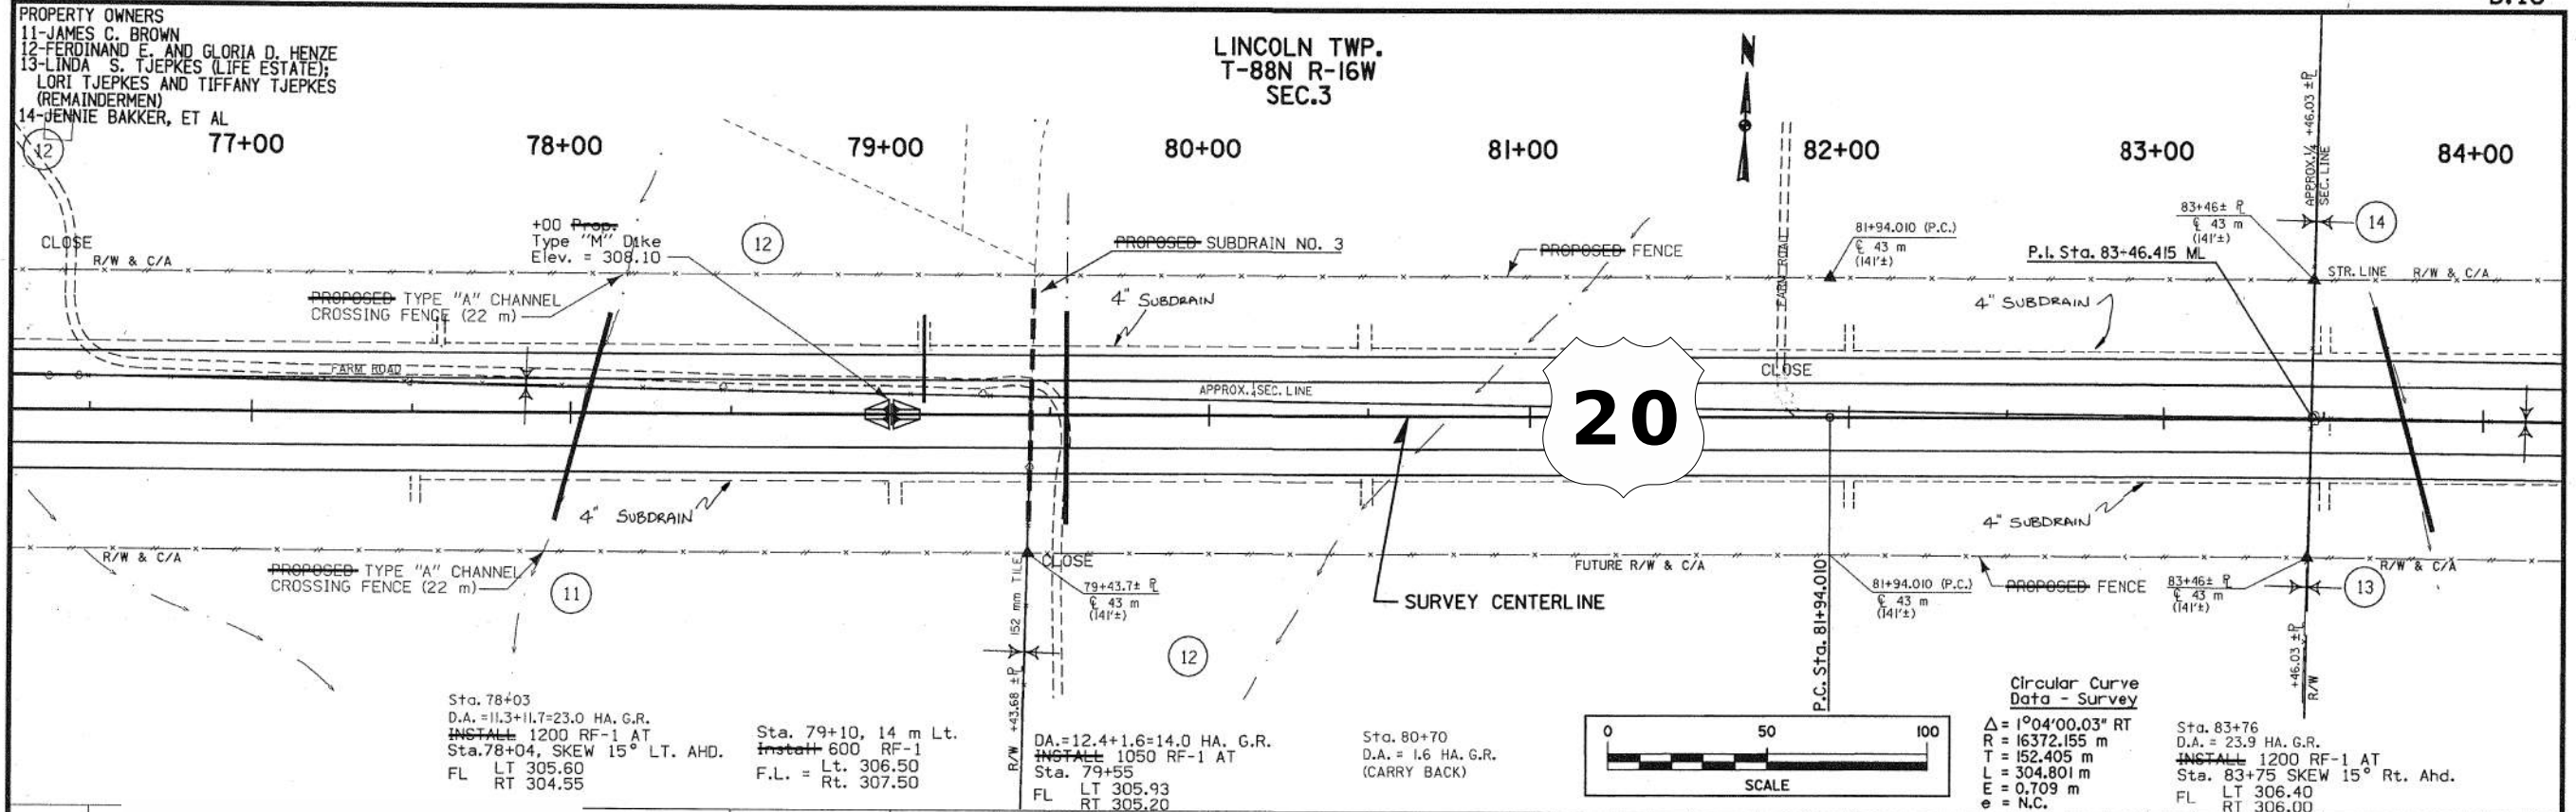 PROPERTY OWNERS
11-JAMES C. BROWN
12-FERDINAND E. AND GLORIA D. HENZE
13-LINDA S. TJEPKES (LIFE ESTATE);
LORI TJEPKES AND TIFFANY TJEPKES
(REMAINDERMEN)
14-JENNIE BAKKER, ET AL
LINCOLN TWP.
T-88N R-16W
SEC.3
N
12
77+00
78+00
79+00
80+00
81+00
82+00
83+00
84+00
APPROX. 1/4 +46.03 ±PL
SEC. LINE
CLOSE
R/W & C/A
+00 Prop.
Type "M" Dike
Elev. = 308.10
12
PROPOSED SUBDRAIN NO. 3
PROPOSED FENCE
FARM ROAD
81+94.010 (P.C.)
℄ 43 m
(141'±)
83+46± PL
℄ 43 m
(141'±)
14
P.I. Sta. 83+46.415 ML
STR. LINE R/W & C/A
PROPOSED TYPE "A" CHANNEL
CROSSING FENCE (22 m)
4" SUBDRAIN
4" SUBDRAIN
FARM ROAD
APPROX. 1/4 SEC. LINE
20
CLOSE
4" SUBDRAIN
4" SUBDRAIN
R/W & C/A
PROPOSED TYPE "A" CHANNEL
CROSSING FENCE (22 m)
11
CLOSE
152 mm TILE
79+43.7± PL
℄ 43 m
(141'±)
12
SURVEY CENTERLINE
FUTURE R/W & C/A
81+94.010 (P.C.)
℄ 43 m
(141'±)
PROPOSED FENCE
83+46± PL
℄ 43 m
(141'±)
R/W & C/A
13
R/W +43.68 ±PL
P.C. Sta. 81+94.010
+46.03 ±PL
R/W
Sta. 78+03
D.A. =11.3+11.7=23.0 HA. G.R.
INSTALL 1200 RF-1 AT
Sta.78+04, SKEW 15° LT. AHD.
FL LT 305.60
RT 304.55
Sta. 79+10, 14 m Lt.
Install 600 RF-1
F.L. = Lt. 306.50
Rt. 307.50
DA.=12.4+1.6=14.0 HA. G.R.
INSTALL 1050 RF-1 AT
Sta. 79+55
FL LT 305.93
RT 305.20
Sta. 80+70
D.A. = 1.6 HA. G.R.
(CARRY BACK)
0 50 100
SCALE
Circular Curve
Data - Survey
Δ = 1°04'00.03" RT
R = 16372.155 m
T = 152.405 m
L = 304.801 m
E = 0.709 m
e = N.C.
Sta. 83+76
D.A. = 23.9 HA. G.R.
INSTALL 1200 RF-1 AT
Sta. 83+75 SKEW 15° Rt. Ahd.
FL LT 306.40
RT 306.00